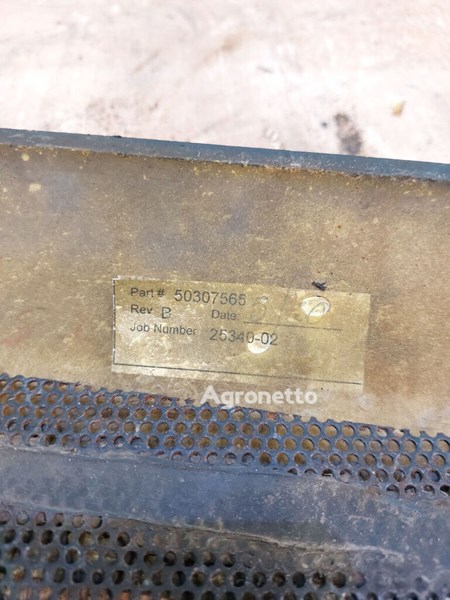 Part # 50307565
Rev B Date:
Job Number 25340-02
Agronetto